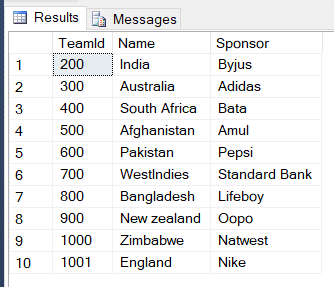 Results Messages
TeamId Name Sponsor
1 200 India Byjus
2 300 Australia Adidas
3 400 South Africa Bata
4 500 Afghanistan Amul
5 600 Pakistan Pepsi
6 700 WestIndies Standard Bank
7 800 Bangladesh Lifeboy
8 900 New zealand Oopo
9 1000 Zimbabwe Natwest
10 1001 England Nike